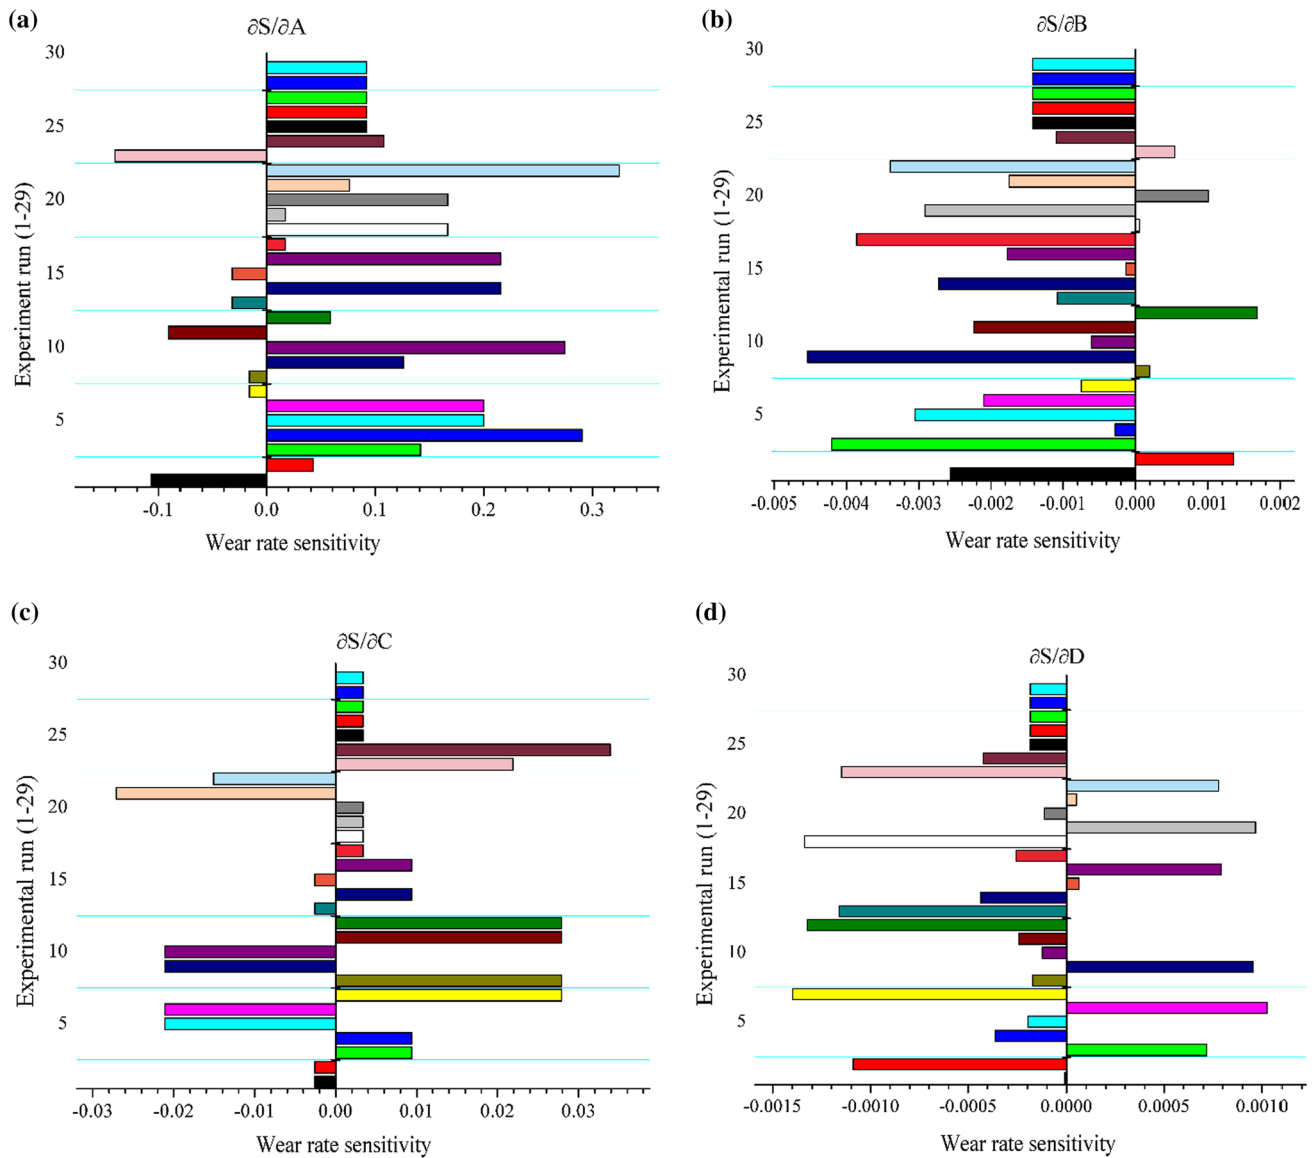 (a)
∂S/∂A
30
25
20
15
10
5
Experiment run (1-29)
-0.1 0.0 0.1 0.2 0.3
Wear rate sensitivity
(b)
∂S/∂B
30
25
20
15
10
5
Experimental run (1-29)
-0.005 -0.004 -0.003 -0.002 -0.001 0.000 0.001 0.002
Wear rate sensitivity
(c)
∂S/∂C
30
25
20
15
10
5
Experimental run (1-29)
-0.03 -0.02 -0.01 0.00 0.01 0.02 0.03
Wear rate sensitivity
(d)
∂S/∂D
30
25
20
15
10
5
Experimental run (1-29)
-0.0015 -0.0010 -0.0005 0.0000 0.0005 0.0010
Wear rate sensitivity